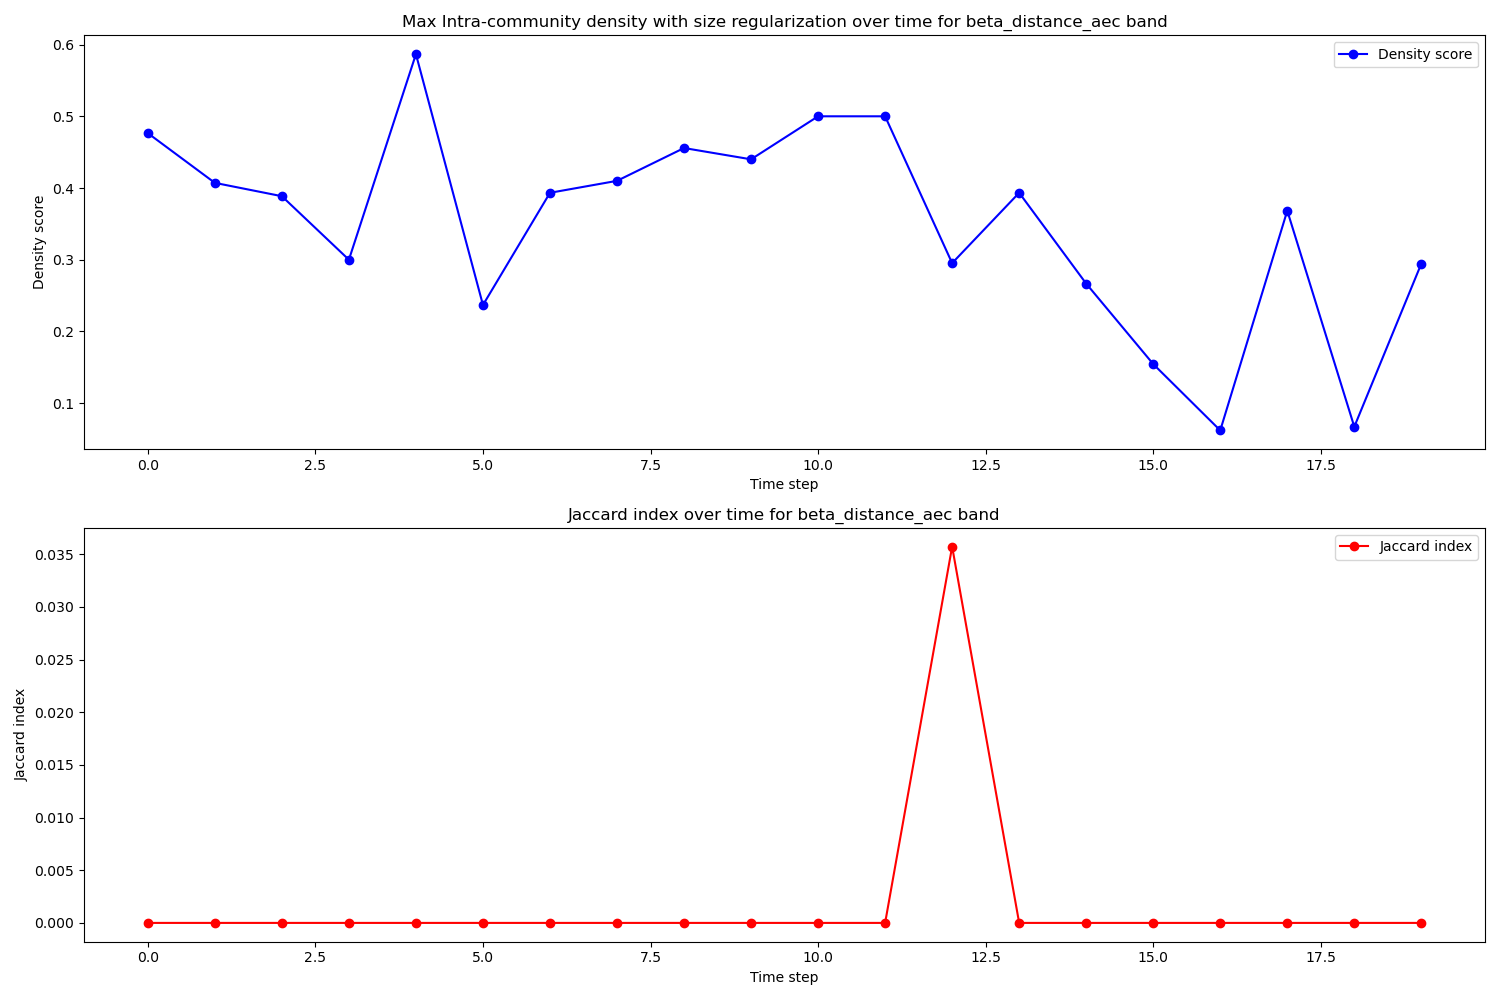 Max Intra-community density with size regularization over time for beta_distance_aec band
Density score
0.6
0.5
0.4
0.3
0.2
0.1
Density score
0.0 2.5 5.0 7.5 10.0 12.5 15.0 17.5
Time step
Jaccard index over time for beta_distance_aec band
Jaccard index
0.035
0.030
0.025
0.020
0.015
0.010
0.005
0.000
Jaccard index
0.0 2.5 5.0 7.5 10.0 12.5 15.0 17.5
Time step